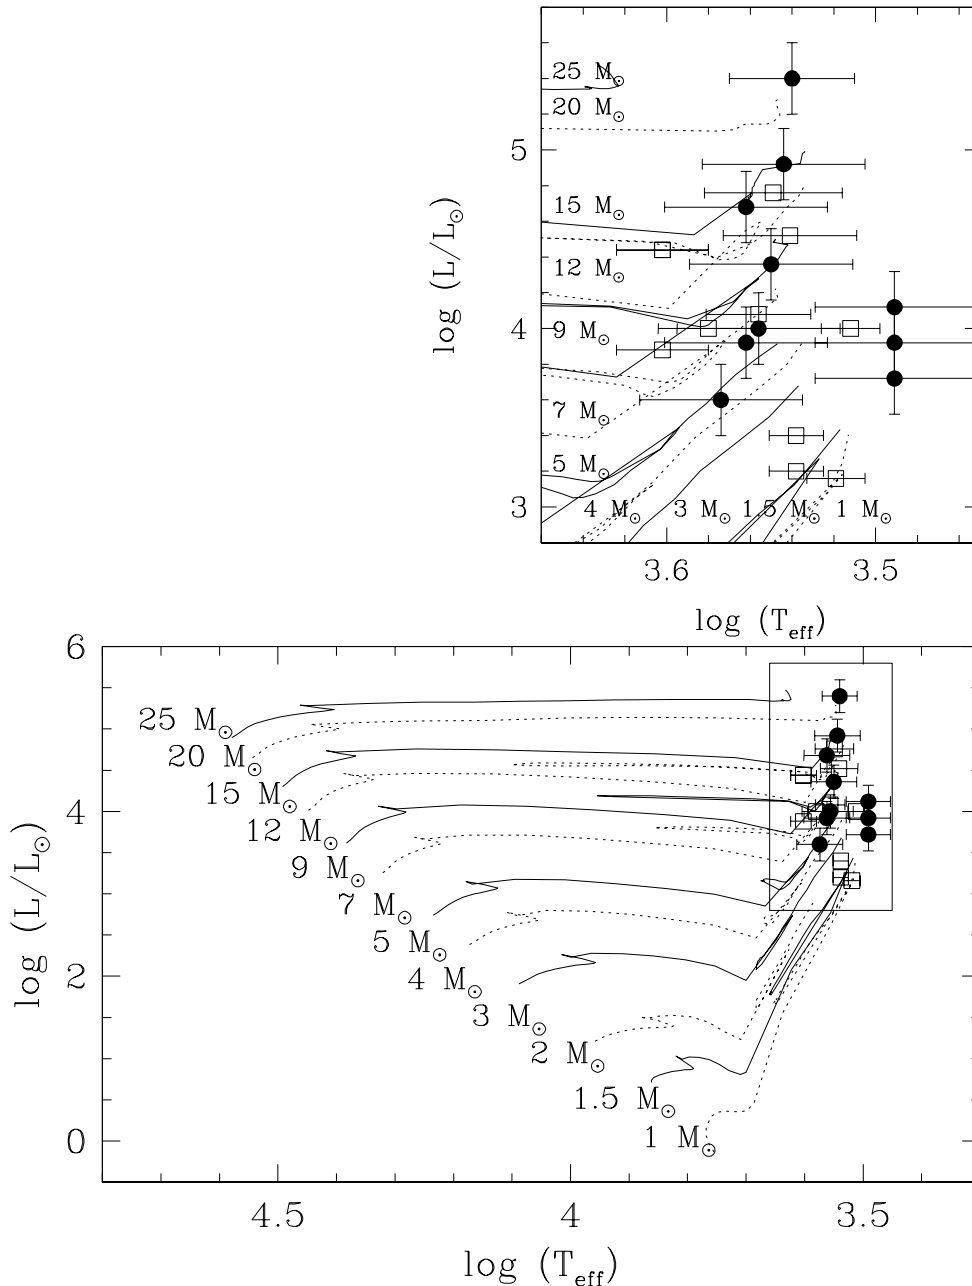 25 M☉
20 M☉
5
15 M☉
log (L/L☉)
12 M☉
4
9 M☉
7 M☉
5 M☉
3
4 M☉ 3 M☉ 1.5 M☉ 1 M☉
3.6 3.5
log (Teff)
6
25 M☉
20 M☉
15 M☉
4
12 M☉
9 M☉
log (L/L☉)
7 M☉
5 M☉
2
4 M☉
3 M☉
2 M☉
1.5 M☉
0
1 M☉
4.5 4 3.5
log (Teff)